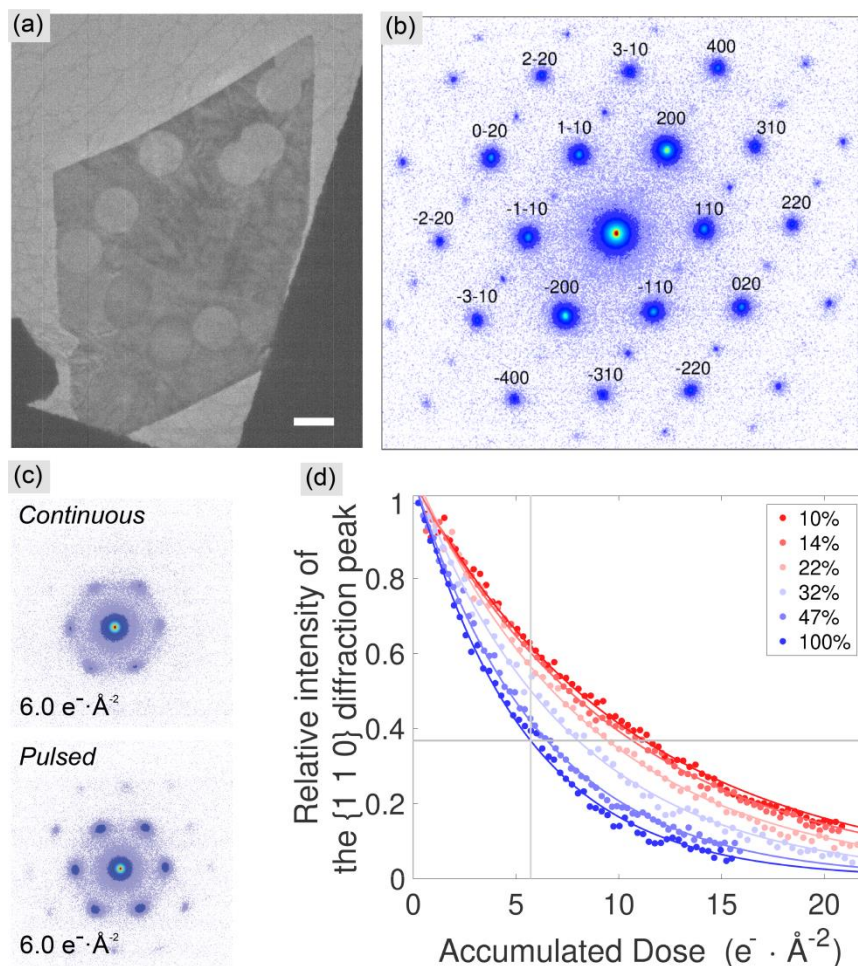 (a)
(b)
2-20
3-10
400
0-20
1-10
200
310
-2-20
-1-10
110
220
-3-10
-200
-110
020
-400
-310
-220
(c)
Continuous
6.0 e⁻·Å⁻²
Pulsed
6.0 e⁻·Å⁻²
(d)
Relative intensity of
the {1 1 0} diffraction peak
1
0.8
0.6
0.4
0.2
0
0 5 10 15 20
Accumulated Dose (e⁻ · Å⁻²)
10%
14%
22%
32%
47%
100%